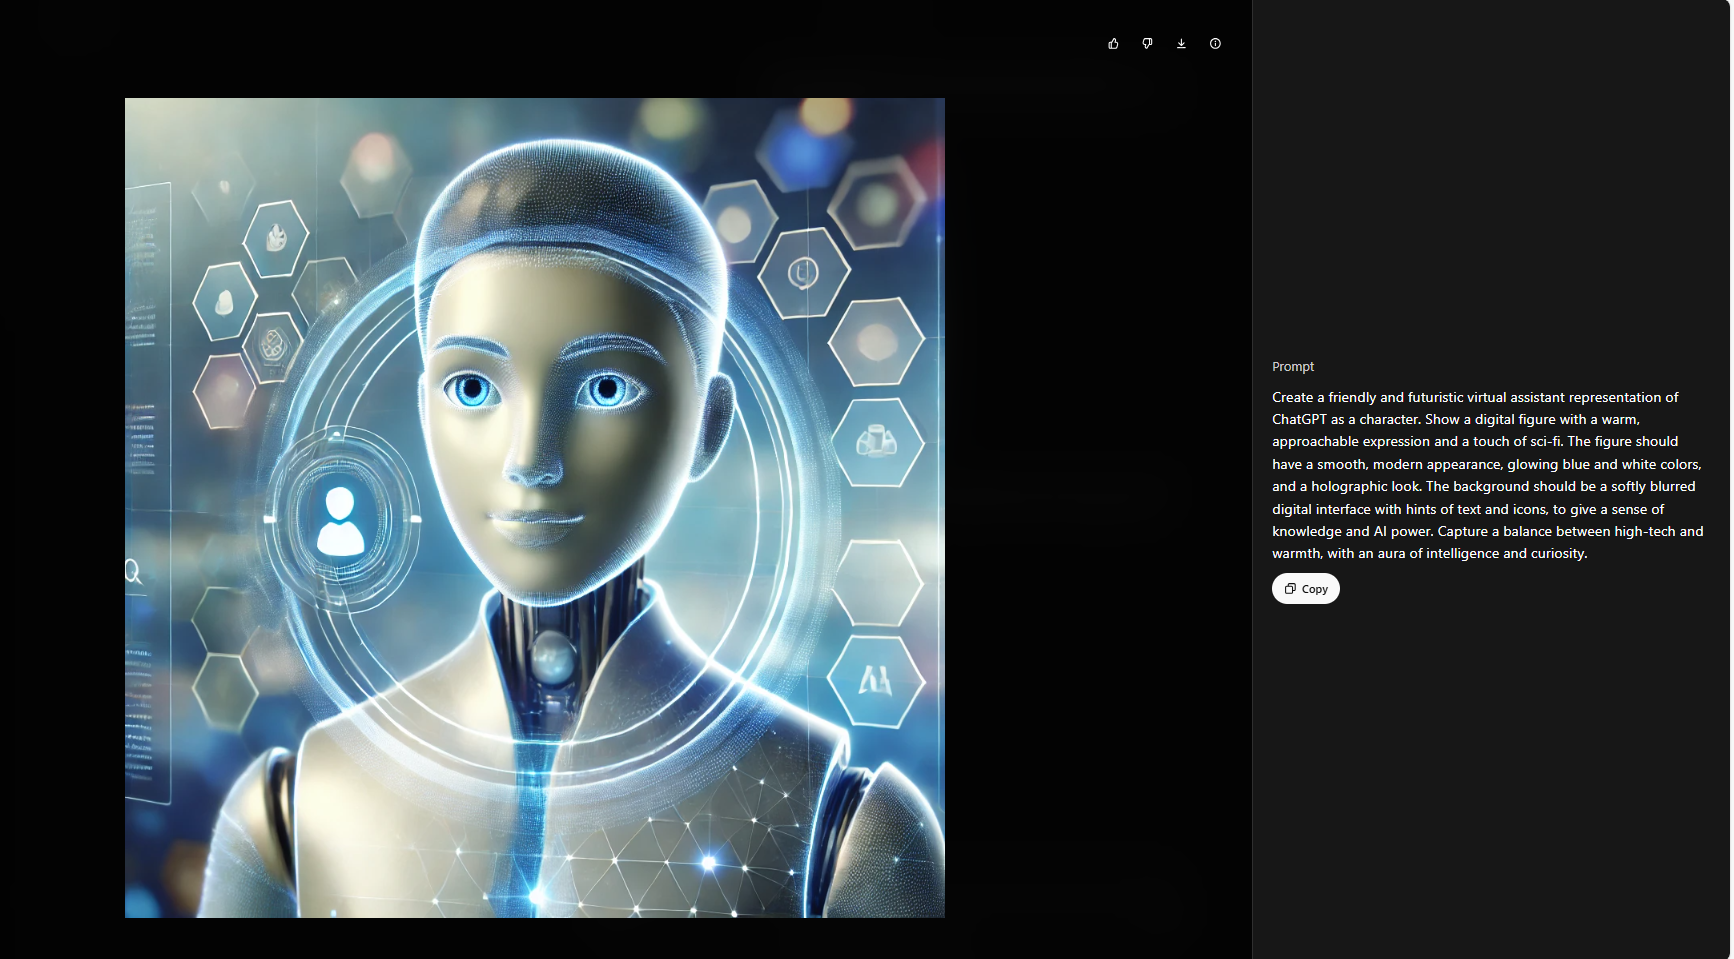 Prompt
Create a friendly and futuristic virtual assistant representation of
ChatGPT as a character. Show a digital figure with a warm,
approachable expression and a touch of sci-fi. The figure should
have a smooth, modern appearance, glowing blue and white colors,
and a holographic look. The background should be a softly blurred
digital interface with hints of text and icons, to give a sense of
knowledge and AI power. Capture a balance between high-tech and
warmth, with an aura of intelligence and curiosity.
Copy